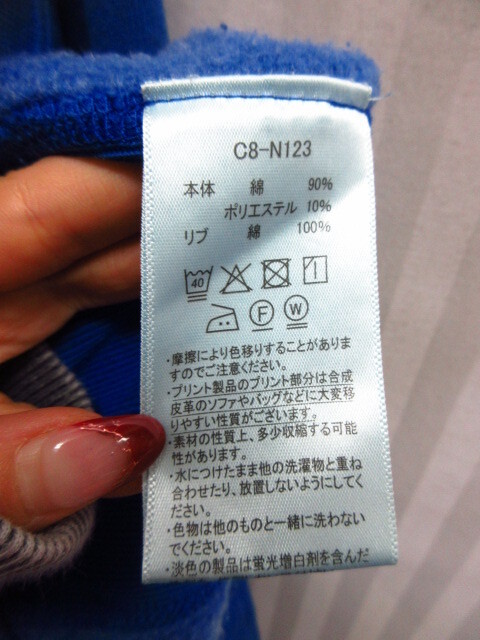 C8-N123
本体 綿 90%
ポリエステル 10%
リブ 綿 100%
40
F W
・摩擦により色移りすることがありま
すのでご注意ください。
・プリント製品のプリント部分は合成
皮革のソファやバッグなどに大変移
りやすい性質がございます。
・素材の性質上、多少収縮する可能
性があります。
・水につけたまま他の洗濯物と重ね
合わせたり、放置しないようにしてく
ださい。
・色物は他のものと一緒に洗わない
でください。
・淡色の製品は蛍光増白剤を含んだ